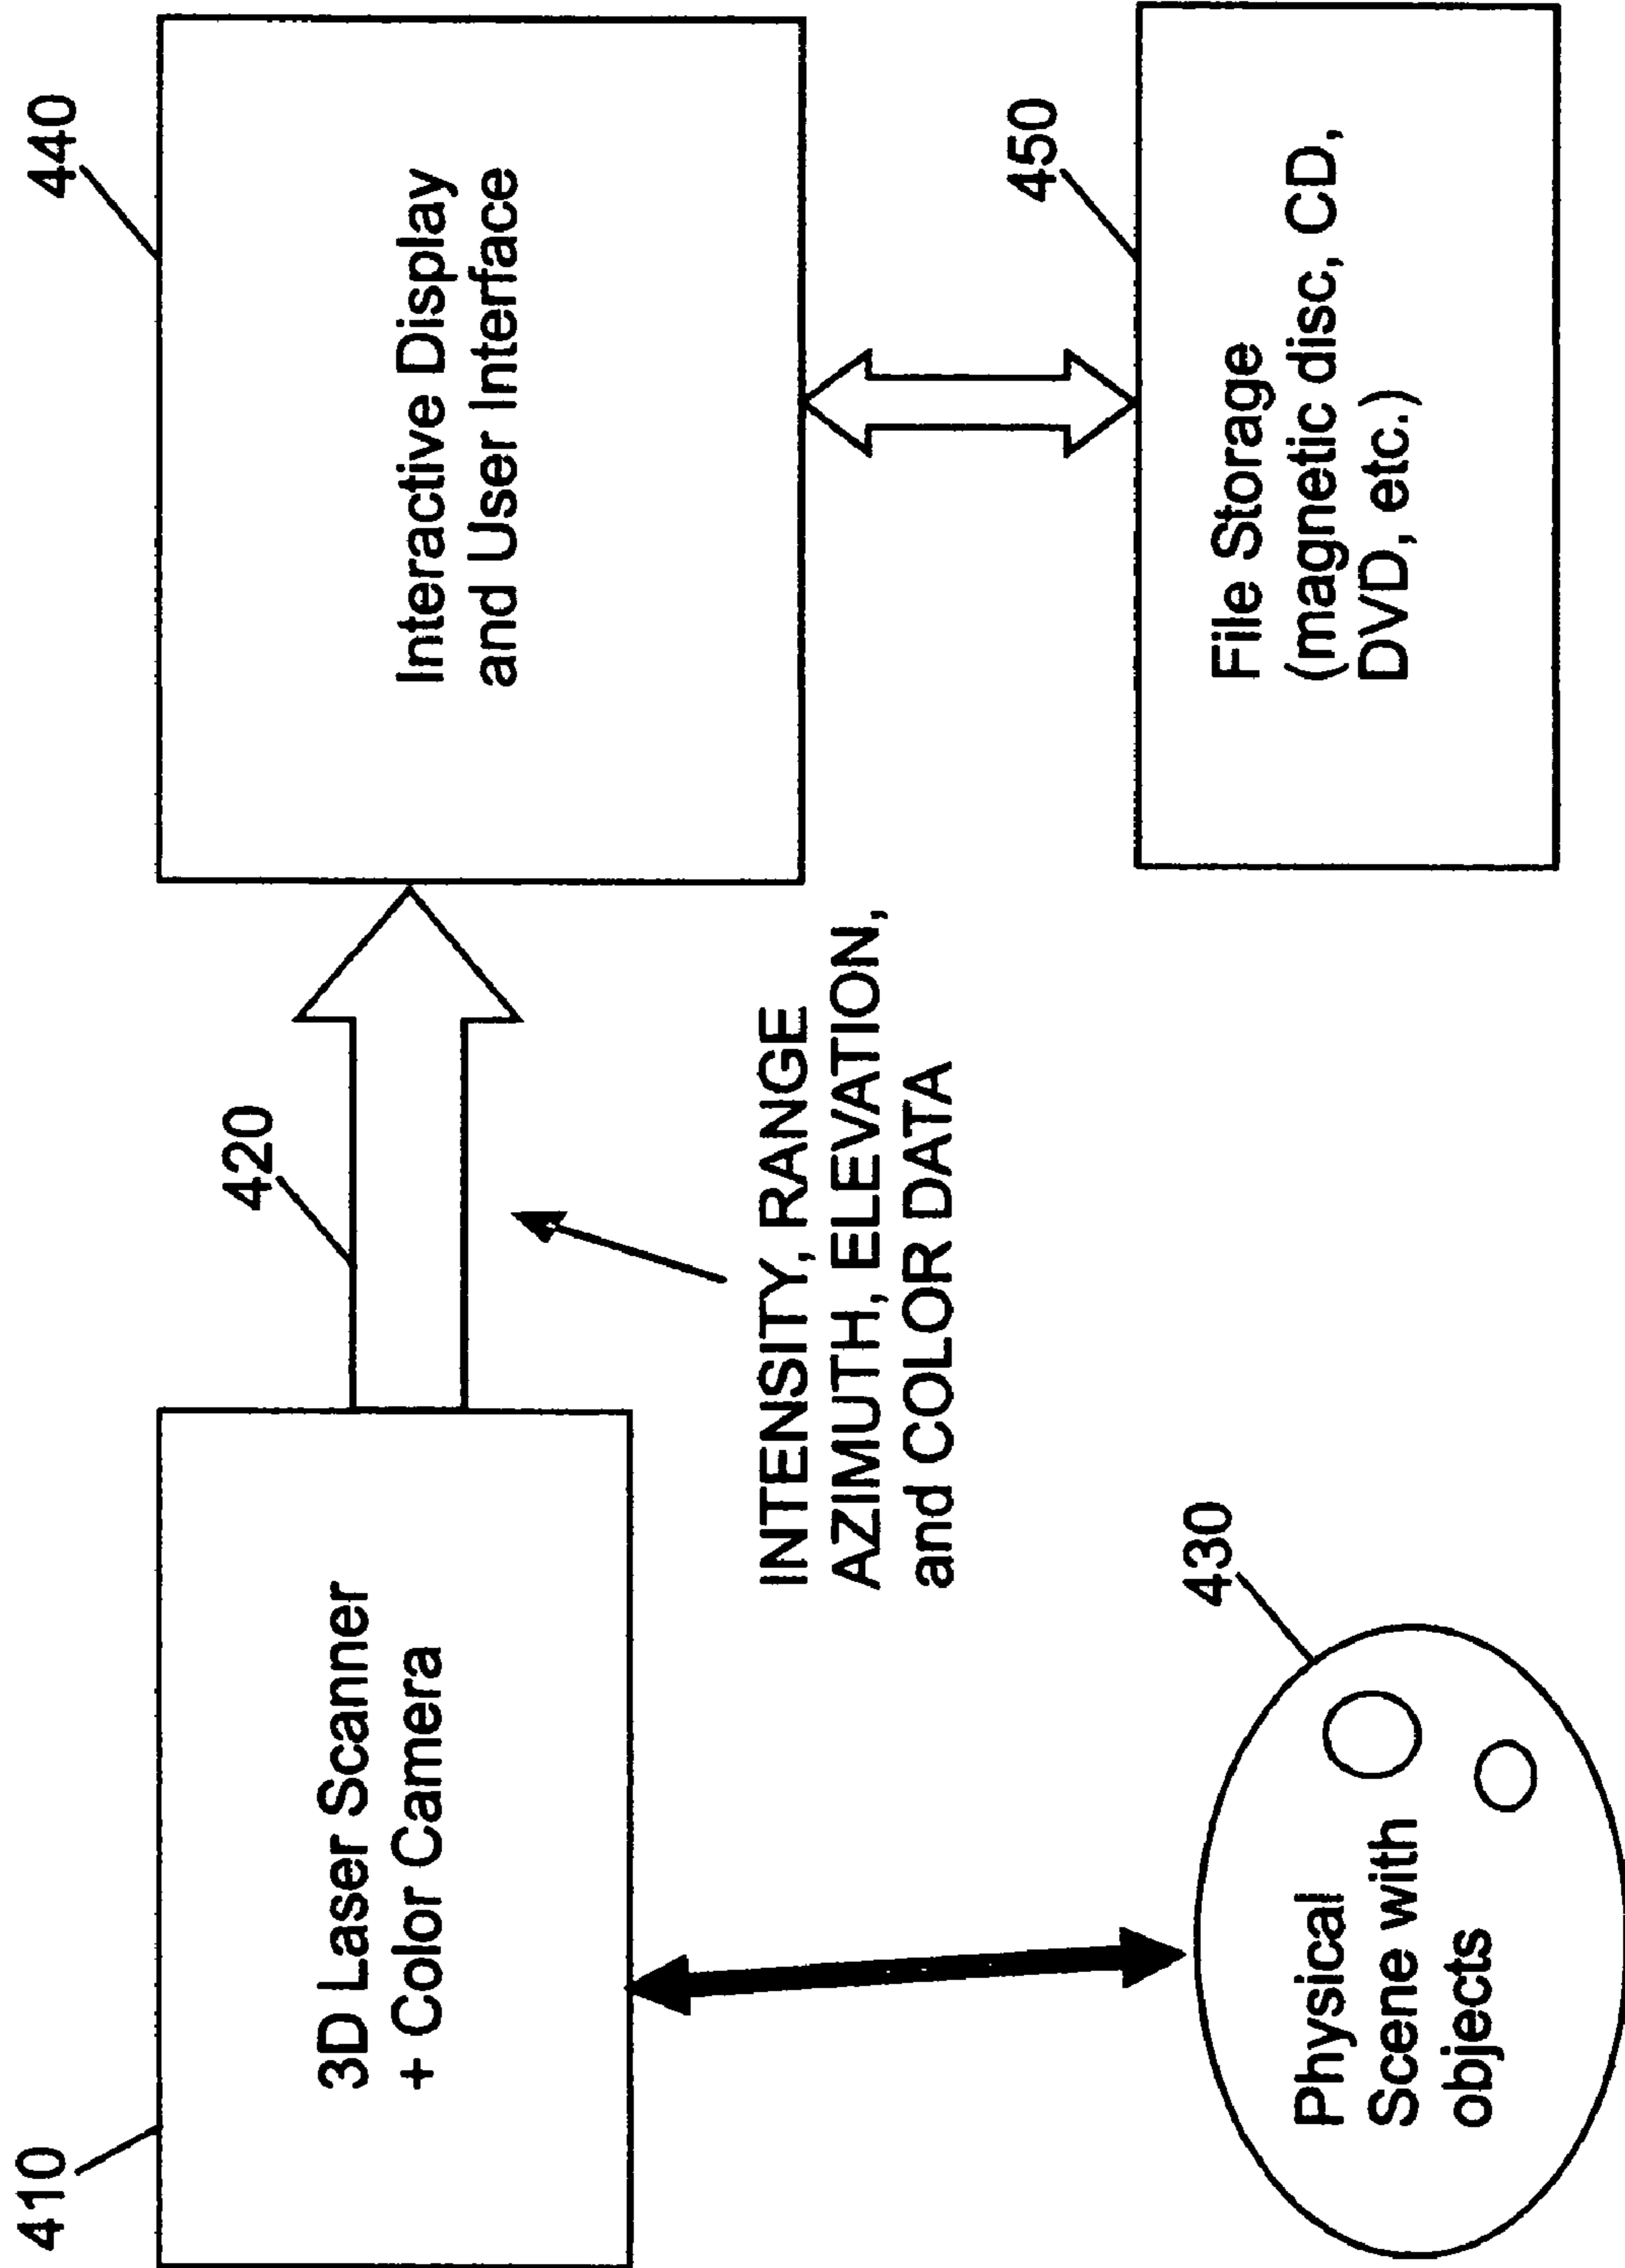 410
3D Laser Scanner
+ Color Camera
420
INTENSITY, RANGE
AZIMUTH, ELEVATION,
and COLOR DATA
440
Interactive Display
and User Interface
430
Physical
Scene with
objects
450
File Storage
(magnetic disc, CD,
DVD, etc.)